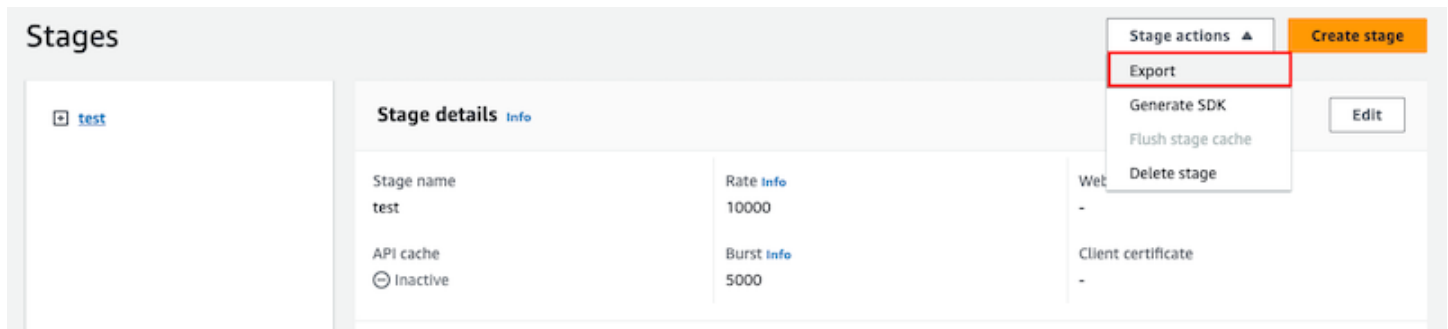 Stages
Stage actions ▲
Create stage
Export
Generate SDK
Flush stage cache
Delete stage
test
Stage details Info
Edit
Stage name
test
Rate Info
10000
Web
-
API cache
Inactive
Burst Info
5000
Client certificate
-